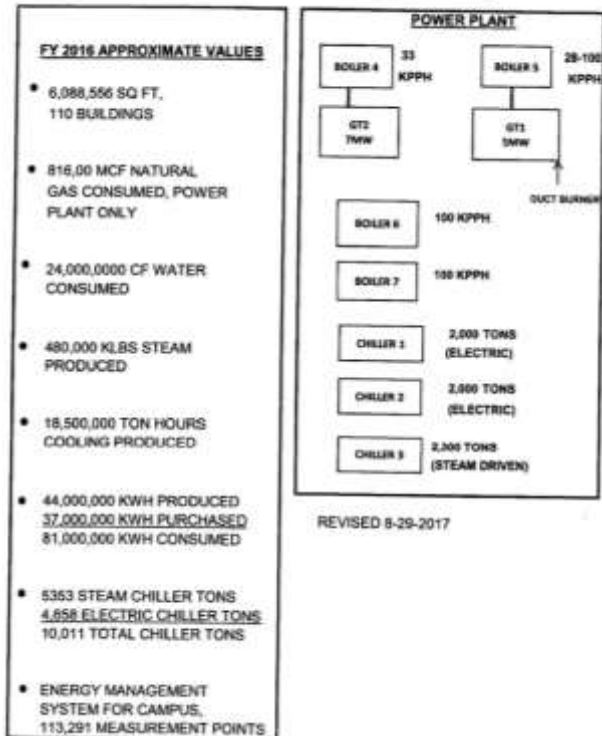 FY 2016 APPROXIMATE VALUES
• 6,088,556 SQ FT,
110 BUILDINGS
• 816,00 MCF NATURAL
GAS CONSUMED, POWER
PLANT ONLY
• 24,000,0000 CF WATER
CONSUMED
• 480,000 KLBS STEAM
PRODUCED
• 18,500,000 TON HOURS
COOLING PRODUCED
• 44,000,000 KWH PRODUCED
37,000,000 KWH PURCHASED
81,000,000 KWH CONSUMED
• 5353 STEAM CHILLER TONS
4,658 ELECTRIC CHILLER TONS
10,011 TOTAL CHILLER TONS
• ENERGY MANAGEMENT
SYSTEM FOR CAMPUS,
113,291 MEASUREMENT POINTS
POWER PLANT
BOILER 4
33
KPPH
BOILER 5
28-100
KPPH
GT2
7MW
GT1
5MW
DUCT BURNER
BOILER 6
100 KPPH
BOILER 7
100 KPPH
CHILLER 1
2,000 TONS
(ELECTRIC)
CHILLER 2
2,000 TONS
(ELECTRIC)
CHILLER 3
TONS
(STEAM DRIVEN)
REVISED 8-29-2017